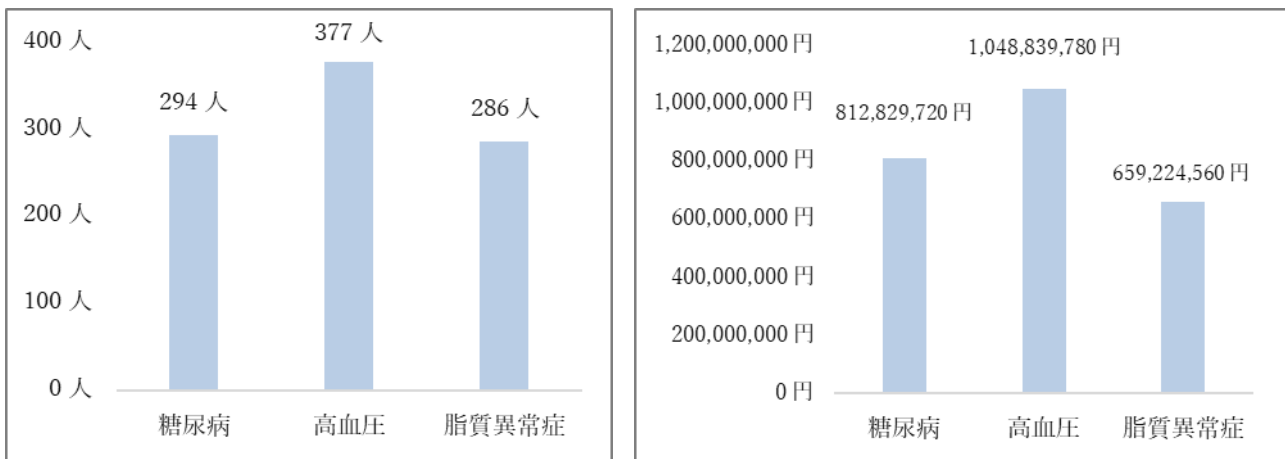 400 人
300 人
200 人
100 人
0 人
294 人
377 人
286 人
糖尿病
高血圧
脂質異常症
1,200,000,000 円
1,000,000,000 円
800,000,000 円
600,000,000 円
400,000,000 円
200,000,000 円
0 円
812,829,720 円
1,048,839,780 円
659,224,560 円
糖尿病
高血圧
脂質異常症